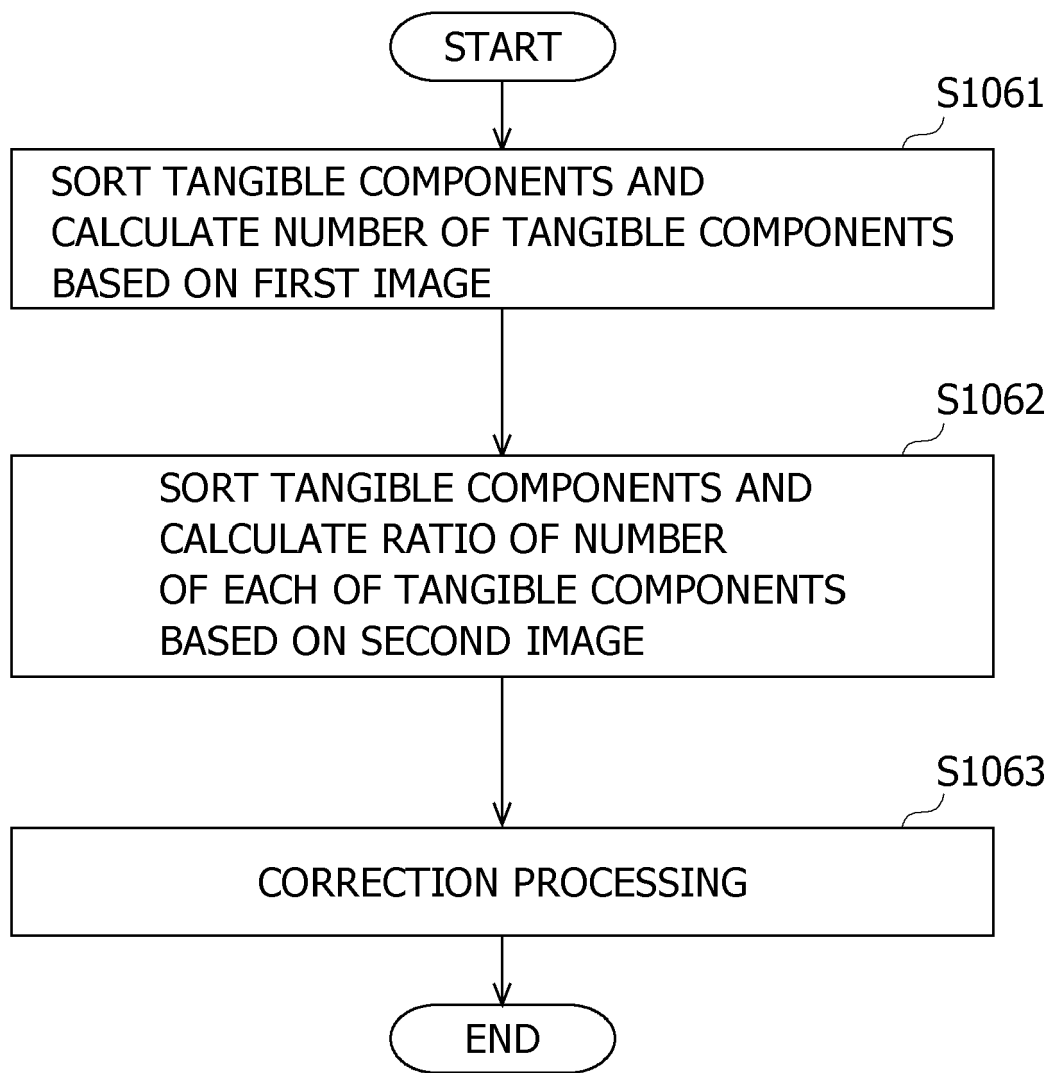 START
S1061
SORT TANGIBLE COMPONENTS AND
CALCULATE NUMBER OF TANGIBLE COMPONENTS
BASED ON FIRST IMAGE
S1062
SORT TANGIBLE COMPONENTS AND
CALCULATE RATIO OF NUMBER
OF EACH OF TANGIBLE COMPONENTS
BASED ON SECOND IMAGE
S1063
CORRECTION PROCESSING
END